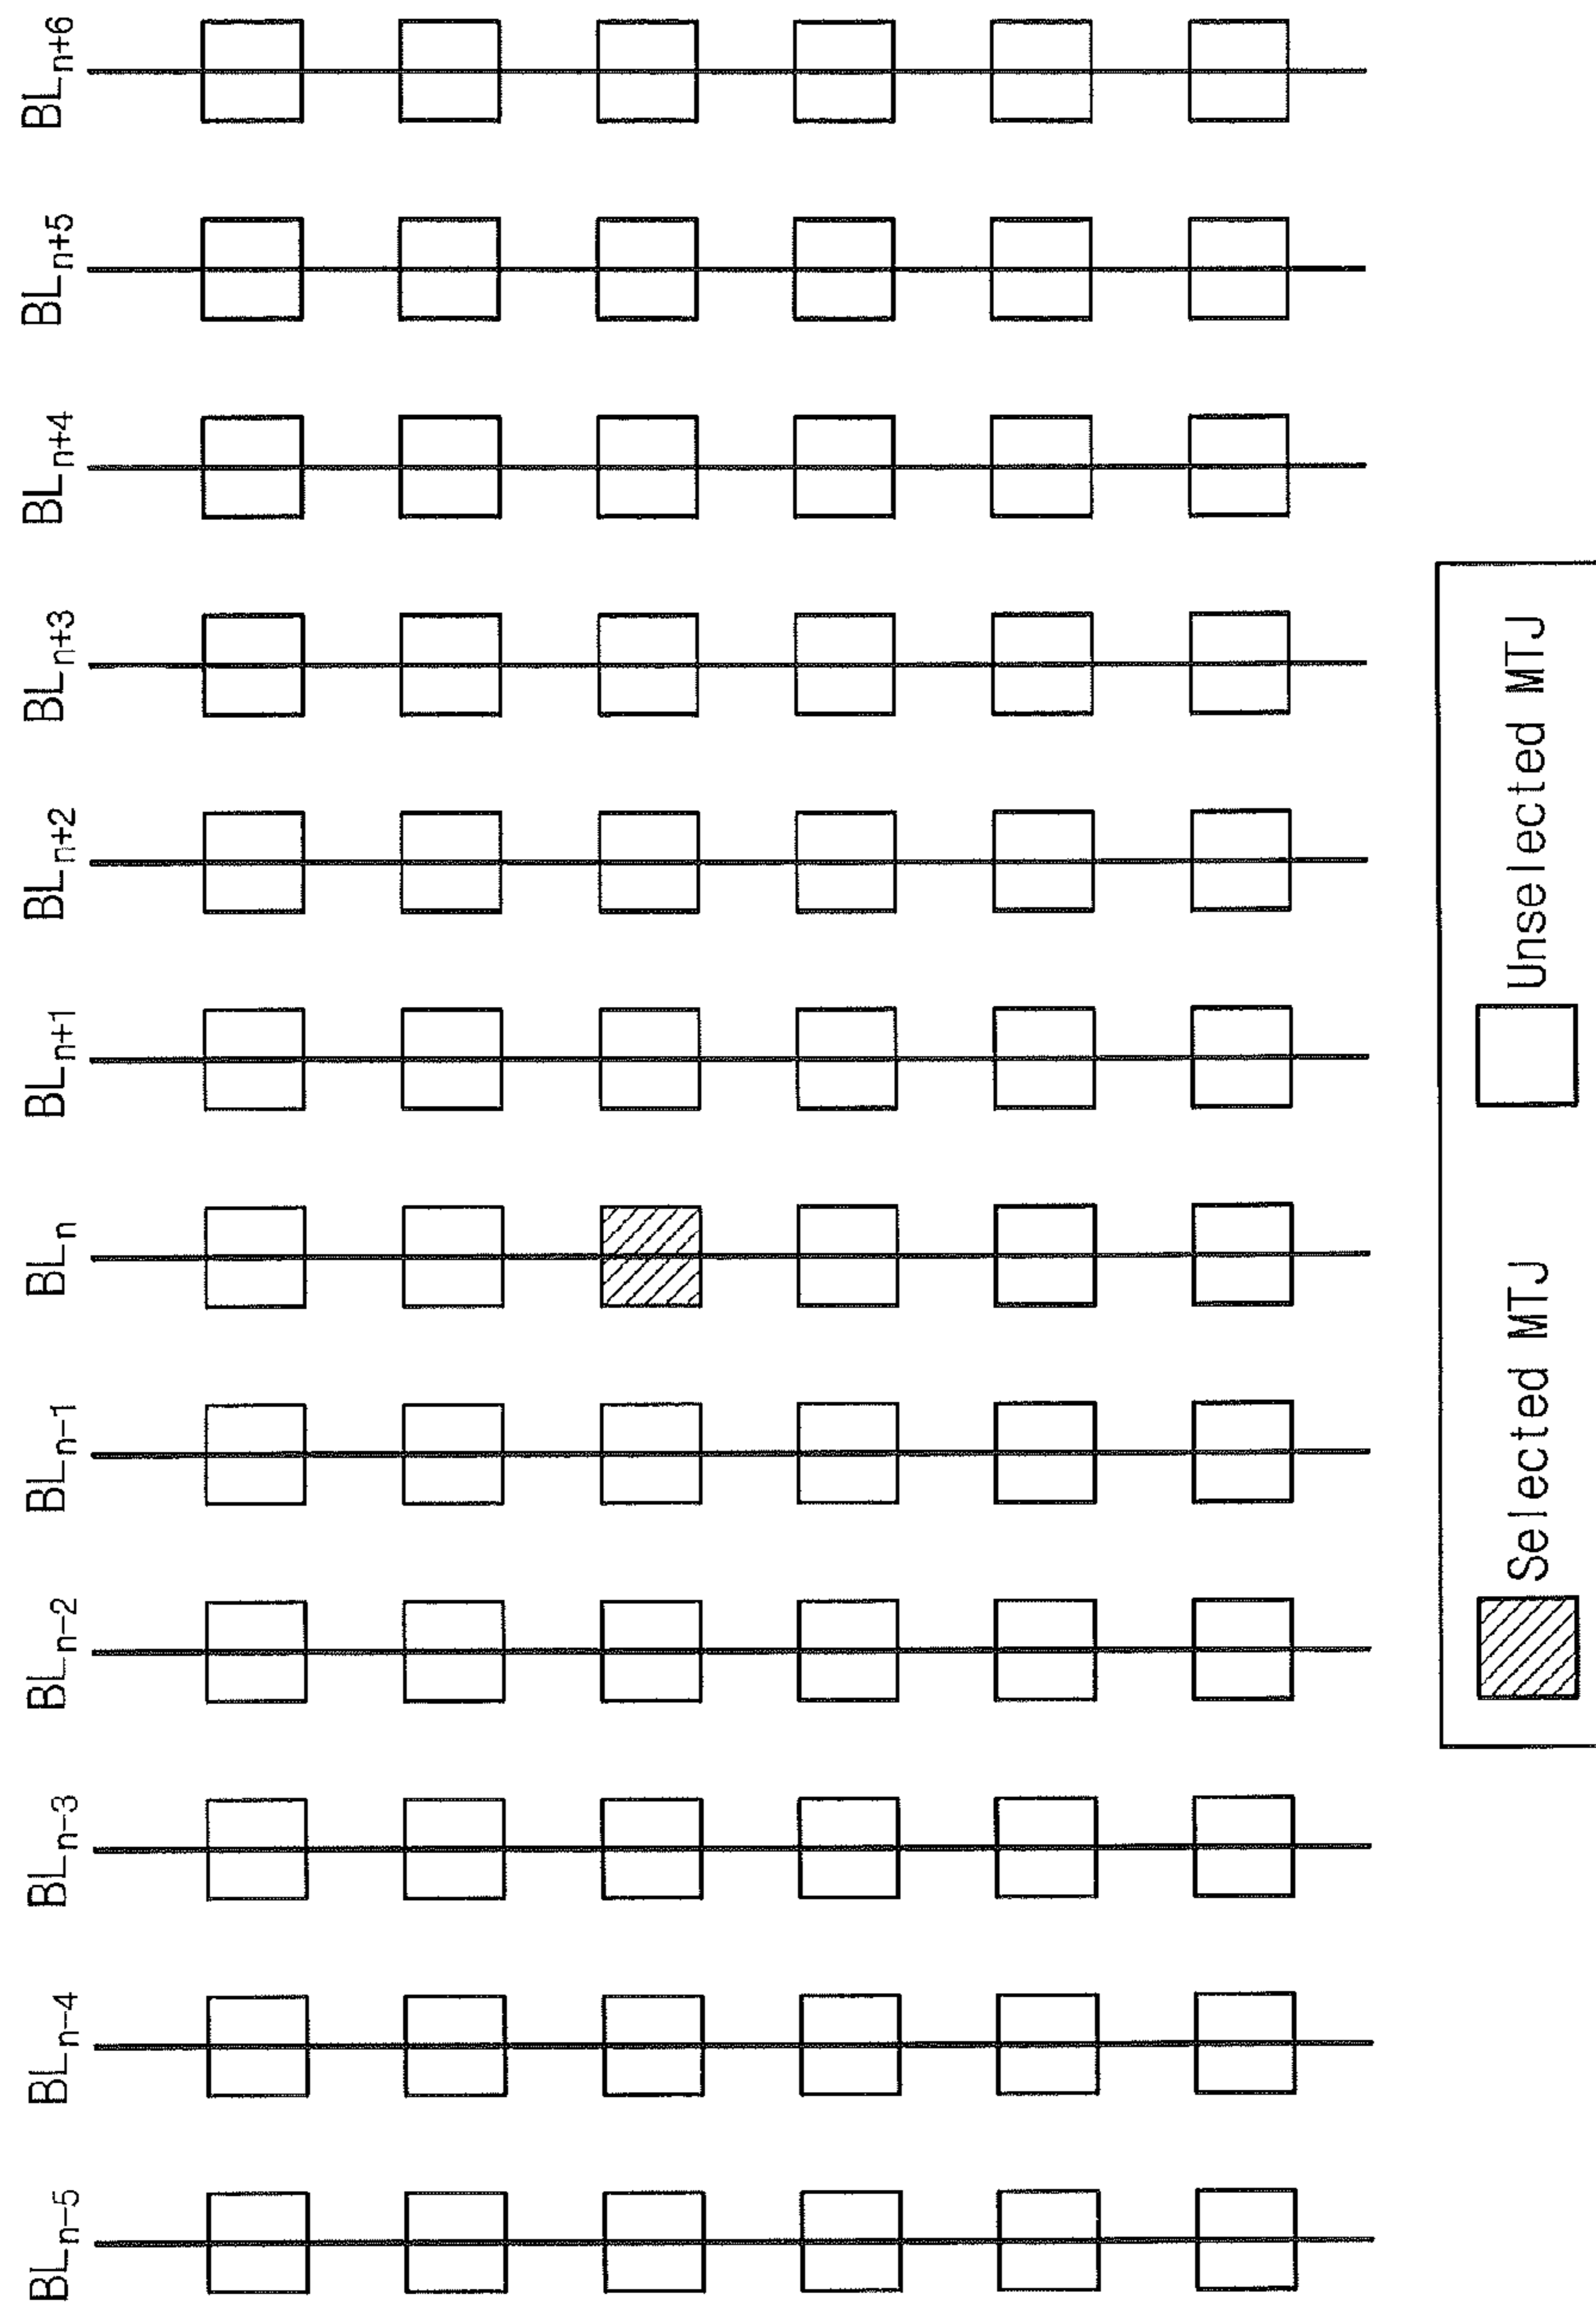 BLn-5
BLn-4
BLn-3
BLn-2
BLn-1
BLn
BLn+1
BLn+2
BLn+3
BLn+4
BLn+5
BLn+6
Selected MTJ
Unselected MTJ